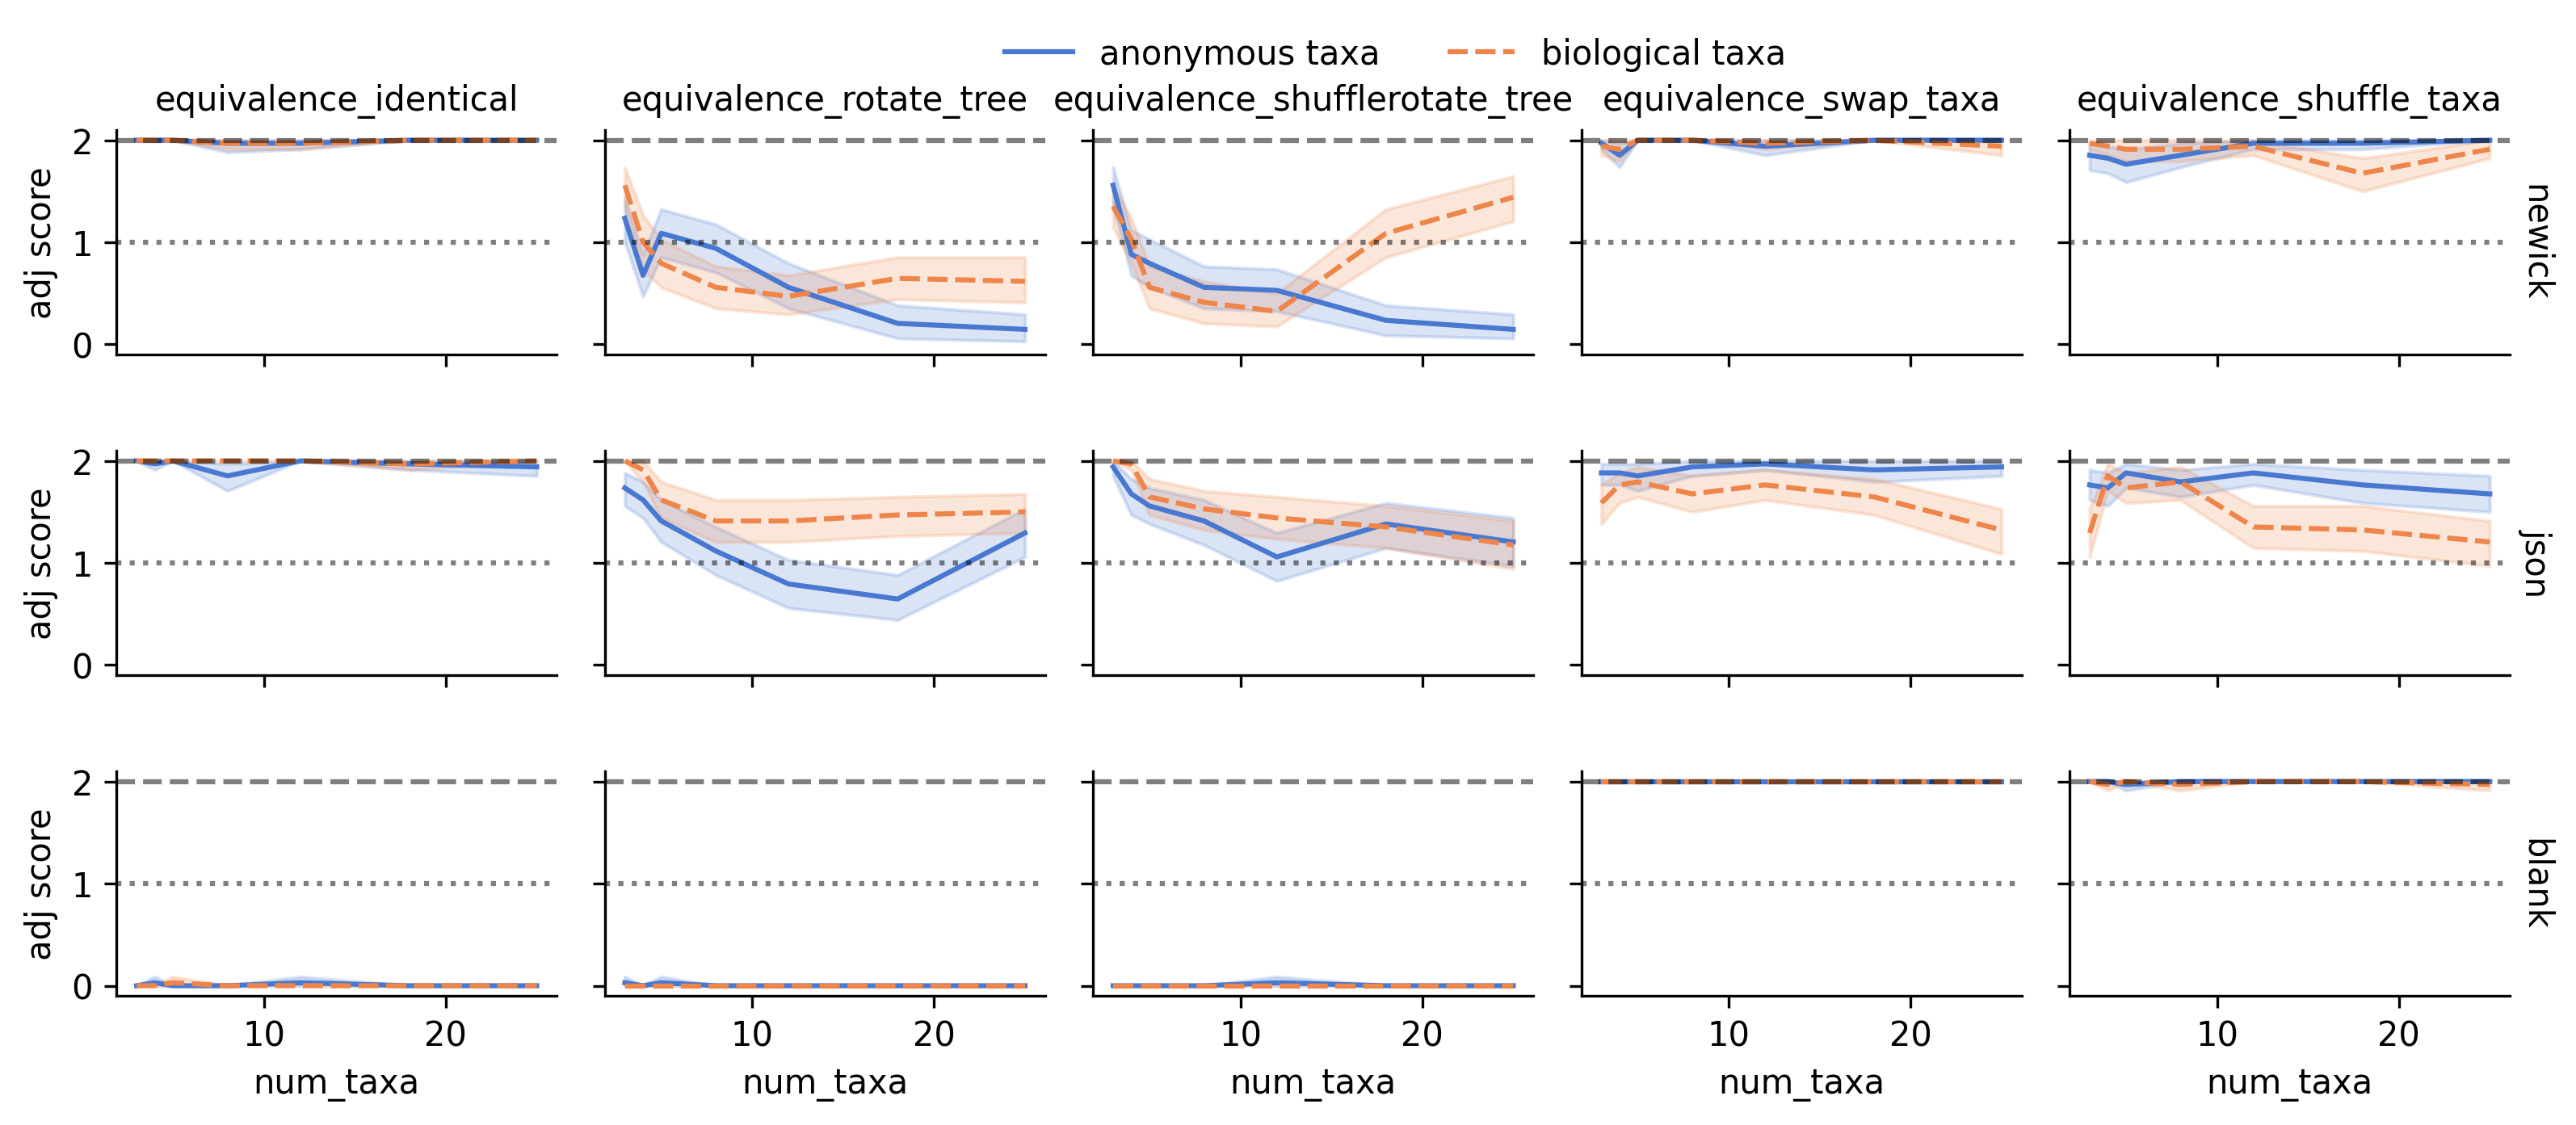 anonymous taxa biological taxa
equivalence_identical equivalence_rotate_tree equivalence_shufflerotate_tree equivalence_swap_taxa equivalence_shuffle_taxa
2
1
0
adj score
newick
2
1
0
adj score
json
2
1
0
adj score
blank
10 20 10 20 10 20 10 20 10 20
num_taxa num_taxa num_taxa num_taxa num_taxa